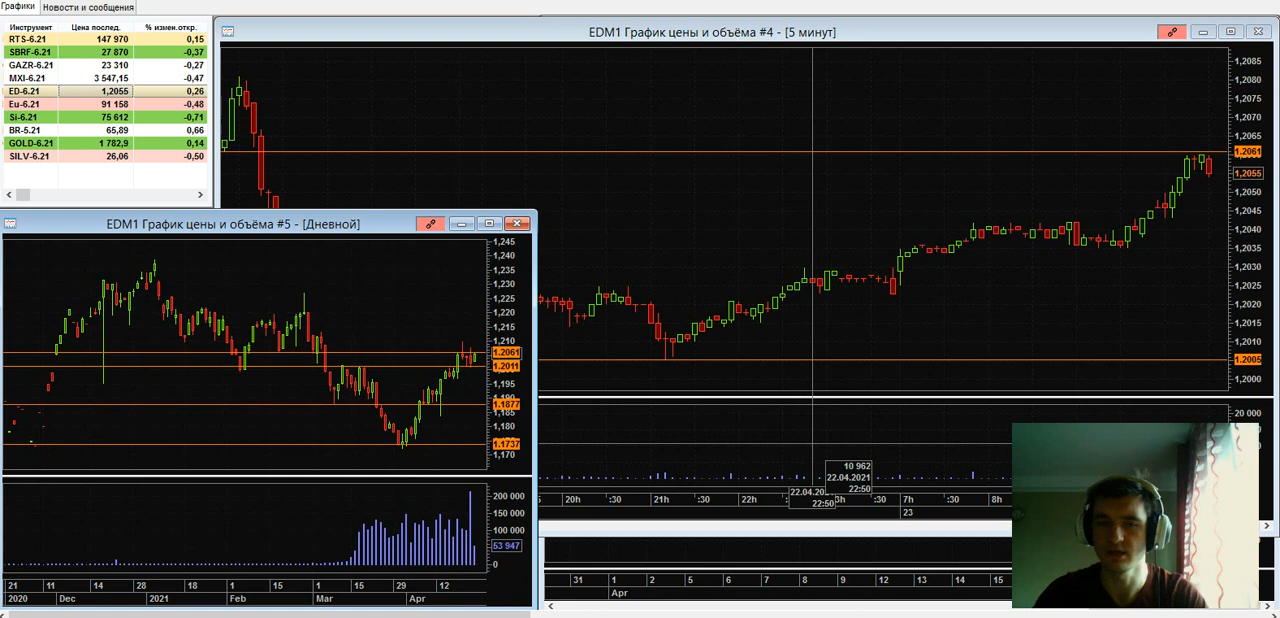 Графики Новости и сообщения
Инструмент Цена послед. % измен.откр.
RTS-6.21 147 970 0,15
SBRF-6.21 27 870 -0,37
GAZR-6.21 23 310 -0,27
MXI-6.21 3 547,15 -0,47
ED-6.21 1,2055 0,26
Eu-6.21 91 158 -0,48
Si-6.21 75 612 -0,71
BR-5.21 65,89 0,66
GOLD-6.21 1 782,9 0,14
SILV-6.21 26,06 -0,50
EDM1 График цены и объёма #4 - [5 минут]
1,2085
1,2080
1,2075
1,2070
1,2065
1.2061
1,2055
1,2050
1,2045
1,2040
1,2035
1,2030
1,2025
1,2020
1,2015
1,2010
1.2005
1,2000
20 000
10 962
22.04.2021
22:50
22.04.20
22:50
20h :30 21h :30 22h :30 7h :30 8h
23
EDM1 График цены и объёма #5 - [Дневной]
1,245
1,240
1,235
1,230
1,225
1,220
1,215
1,210
1.2061
1.2011
1,195
1,190
1.1877
1,185
1,180
1.1737
1,170
200 000
150 000
100 000
53 947
0
21 11 14 28 18 1 15 1 15 29 12
2020 Dec 2021 Feb Mar Apr
31 1 2 5 6 7 8 9 12 13 14 15
Apr